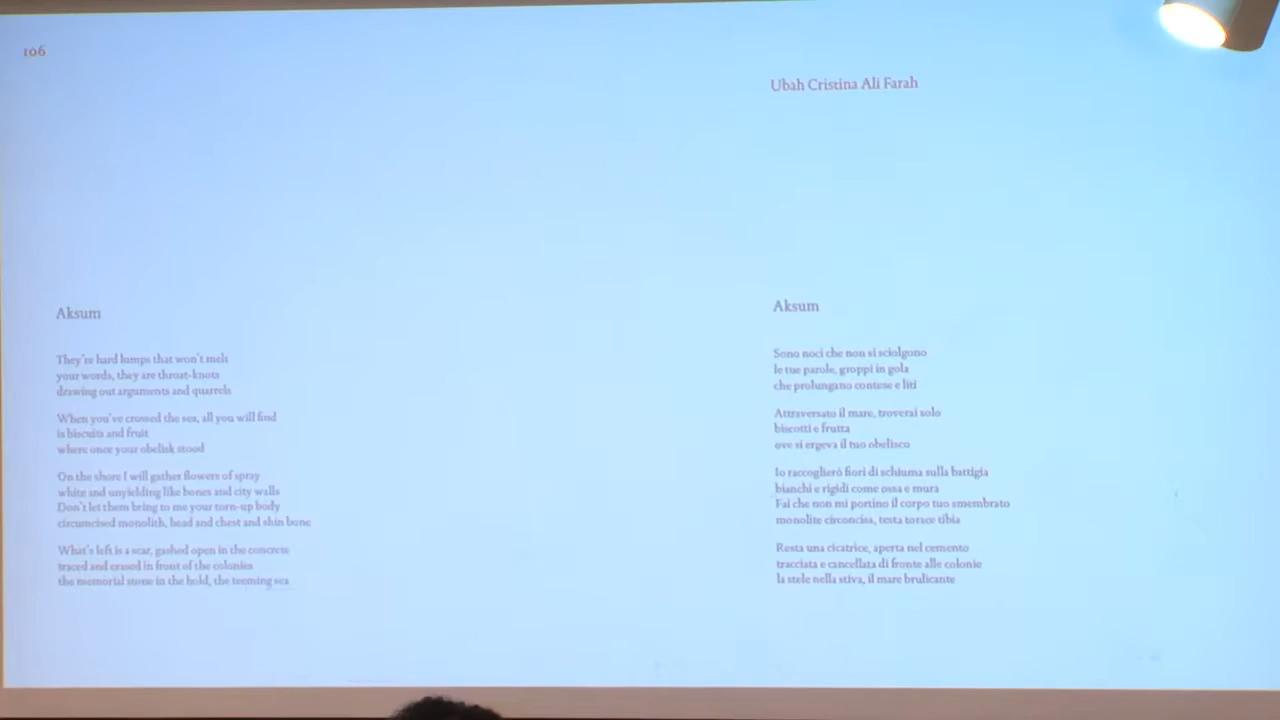 106
Aksum
They're hard lumps that won't melt
your words, they are throat-knots
drawing out arguments and quarrels
When you've crossed the sea, all you will find
is biscuits and fruit
where once your obelisk stood
On the shore I will gather flowers of spray
white and unyielding like bones and city walls
Don't let them bring to me your torn-up body
circumcised monolith, head and chest and shin bone
What's left is a scar, gashed open in the concrete
traced and erased in front of the colonies
the memorial stone in the hold, the teeming sea
Ubah Cristina Ali Farah
Aksum
Sono noci che non si sciolgono
le tue parole, groppi in gola
che prolungano contese e liti
Attraversato il mare, troverai solo
biscotti e frutta
ove si ergeva il tuo obelisco
Io raccoglierò fiori di schiuma sulla battigia
bianchi e rigidi come ossa e mura
Fai che non mi portino il corpo tuo smembrato
monolite circonciso, testa torace tibia
Resta una cicatrice, aperta nel cemento
tracciata e cancellata di fronte alle colonie
la stele nella stiva, il mare brulicante